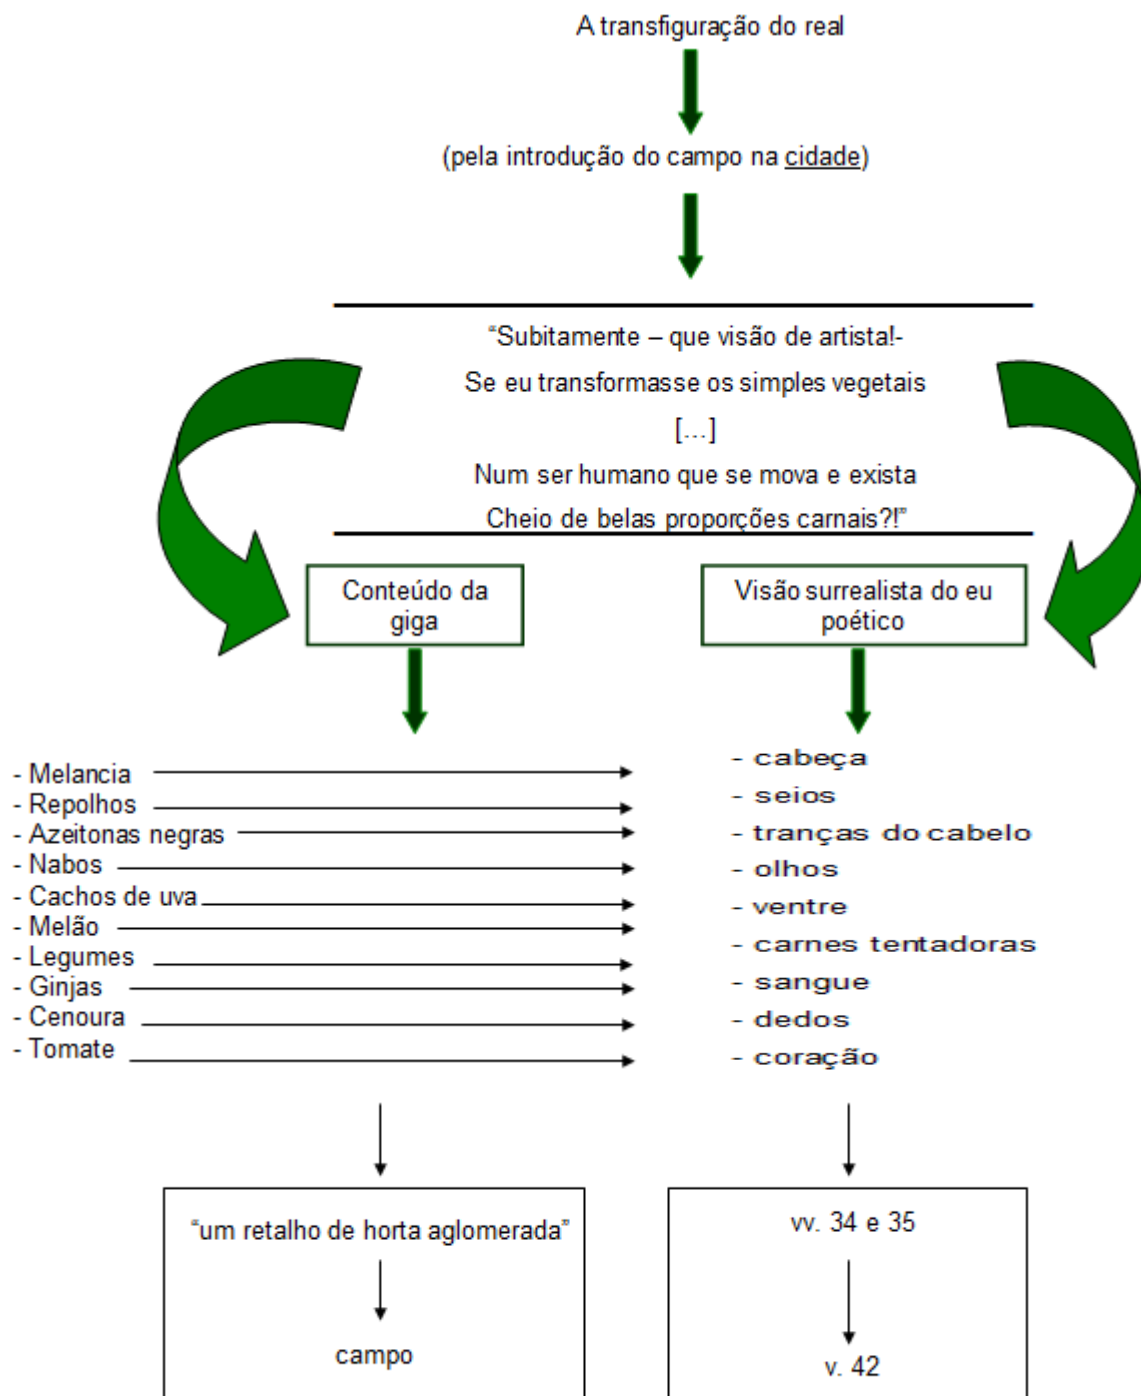 A transfiguração do real
(pela introdução do campo na cidade)
“Subitamente – que visão de artista!-
Se eu transformasse os simples vegetais
[…]
Num ser humano que se mova e exista
Cheio de belas proporções carnais?!”
Conteúdo da
giga
Visão surrealista do eu
poético
- Melancia
- Repolhos
- Azeitonas negras
- Nabos
- Cachos de uva
- Melão
- Legumes
- Ginjas
- Cenoura
- Tomate
- cabeça
- seios
- tranças do cabelo
- olhos
- ventre
- carnes tentadoras
- sangue
- dedos
- coração
“um retalho de horta aglomerada”
campo
vv. 34 e 35
v. 42